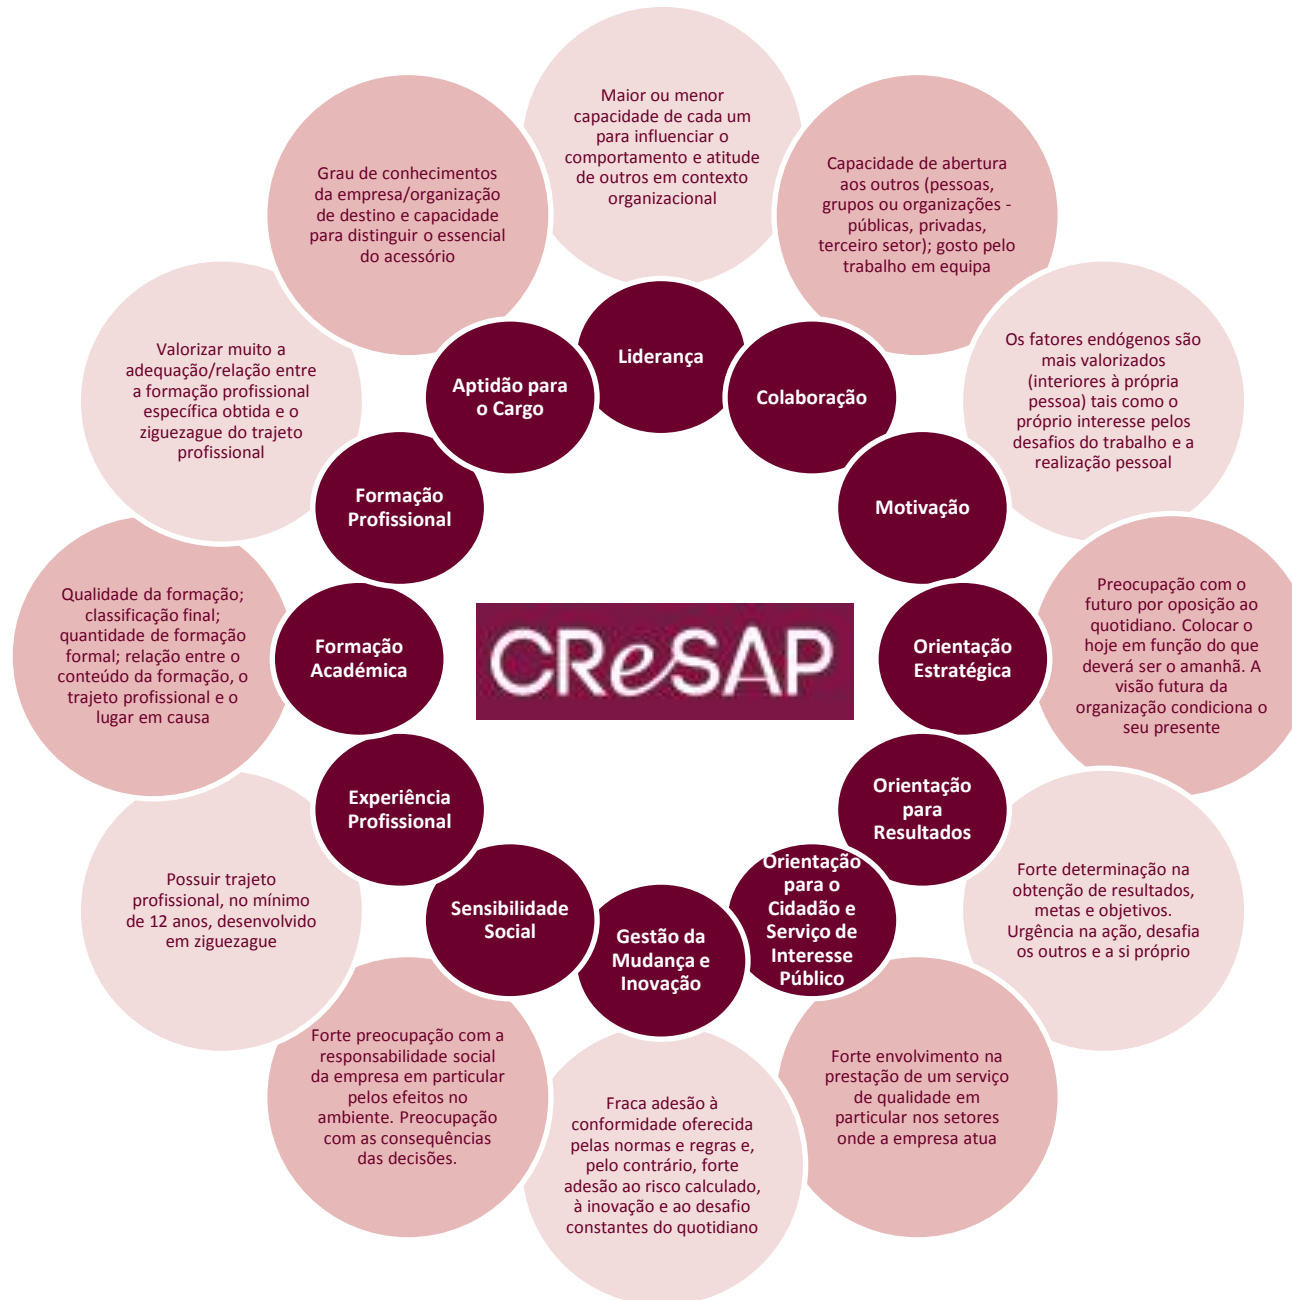 Maior ou menor
capacidade de cada um
para influenciar o
comportamento e atitude
de outros em contexto
organizacional
Liderança
Capacidade de abertura
aos outros (pessoas,
grupos ou organizações -
públicas, privadas,
terceiro setor); gosto pelo
trabalho em equipa
Colaboração
Os fatores endógenos são
mais valorizados
(interiores à própria
pessoa) tais como o
próprio interesse pelos
desafios do trabalho e a
realização pessoal
Motivação
Preocupação com o
futuro por oposição ao
quotidiano. Colocar o
hoje em função do que
deverá ser o amanhã. A
visão futura da
organização condiciona o
seu presente
Orientação
Estratégica
Forte determinação na
obtenção de resultados,
metas e objetivos.
Urgência na ação, desafia
os outros e a si próprio
Orientação
para
Resultados
Forte envolvimento na
prestação de um serviço
de qualidade em
particular nos setores
onde a empresa atua
Orientação
para o
Cidadão e
Serviço de
Interesse
Público
Fraca adesão à
conformidade oferecida
pelas normas e regras e,
pelo contrário, forte
adesão ao risco calculado,
à inovação e ao desafio
constantes do quotidiano
Gestão da
Mudança e
Inovação
Forte preocupação com a
responsabilidade social
da empresa em particular
pelos efeitos no
ambiente. Preocupação
com as consequências
das decisões.
Sensibilidade
Social
Possuir trajeto
profissional, no mínimo
de 12 anos, desenvolvido
em ziguezague
Experiência
Profissional
Qualidade da formação;
classificação final;
quantidade de formação
formal; relação entre o
conteúdo da formação, o
trajeto profissional e o
lugar em causa
Formação
Académica
Valorizar muito a
adequação/relação entre
a formação profissional
específica obtida e o
ziguezague do trajeto
profissional
Formação
Profissional
Grau de conhecimentos
da empresa/organização
de destino e capacidade
para distinguir o essencial
do acessório
Aptidão para
o Cargo
CReSAP